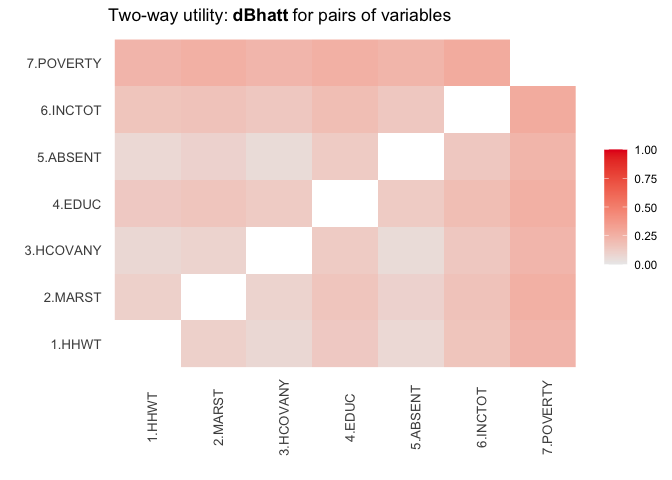 Two-way utility: dBhatt for pairs of variables
7.POVERTY
6.INCTOT
5.ABSENT
4.EDUC
3.HCOVANY
2.MARST
1.HHWT
1.HHWT
2.MARST
3.HCOVANY
4.EDUC
5.ABSENT
6.INCTOT
7.POVERTY
1.00
0.75
0.50
0.25
0.00